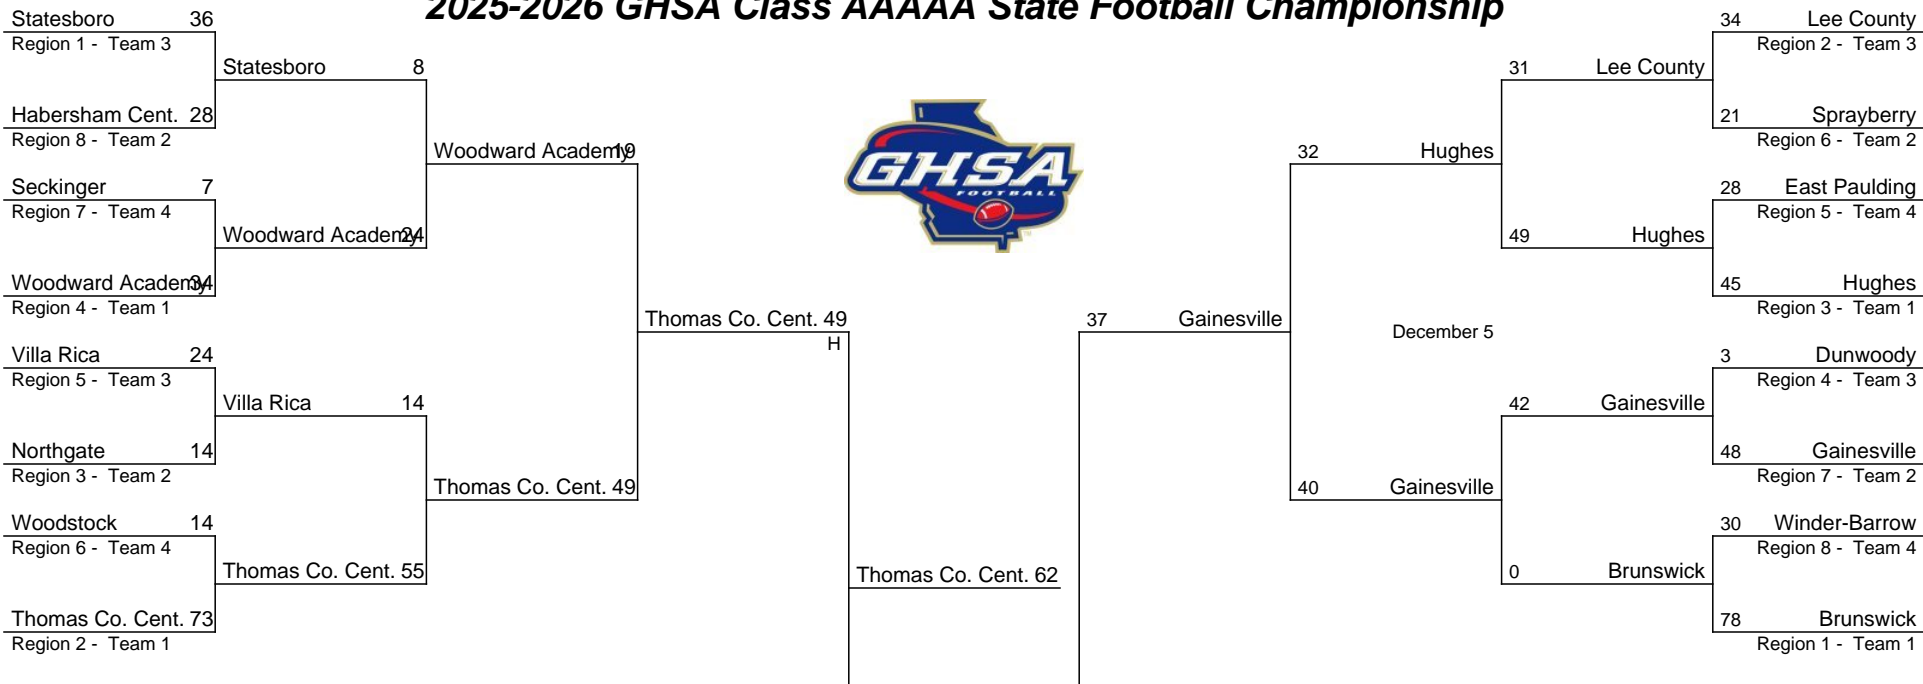 2025-2026 GHSA Class AAAAA State Football Championship
Statesboro 36
Region 1 - Team 3
Habersham Cent. 28
Region 8 - Team 2
Seckinger 7
Region 7 - Team 4
Woodward Academy 34
Region 4 - Team 1
Villa Rica 24
Region 5 - Team 3
Northgate 14
Region 3 - Team 2
Woodstock 14
Region 6 - Team 4
Thomas Co. Cent. 73
Region 2 - Team 1
Statesboro 8
Woodward Academy 24
Villa Rica 14
Thomas Co. Cent. 55
Woodward Academy 19
Thomas Co. Cent. 49
Thomas Co. Cent. 49
H
Thomas Co. Cent. 62
GHSA
FOOTBALL
37 Gainesville
32 Hughes
December 5
40 Gainesville
31 Lee County
49 Hughes
42 Gainesville
0 Brunswick
34 Lee County
Region 2 - Team 3
21 Sprayberry
Region 6 - Team 2
28 East Paulding
Region 5 - Team 4
45 Hughes
Region 3 - Team 1
3 Dunwoody
Region 4 - Team 3
48 Gainesville
Region 7 - Team 2
30 Winder-Barrow
Region 8 - Team 4
78 Brunswick
Region 1 - Team 1